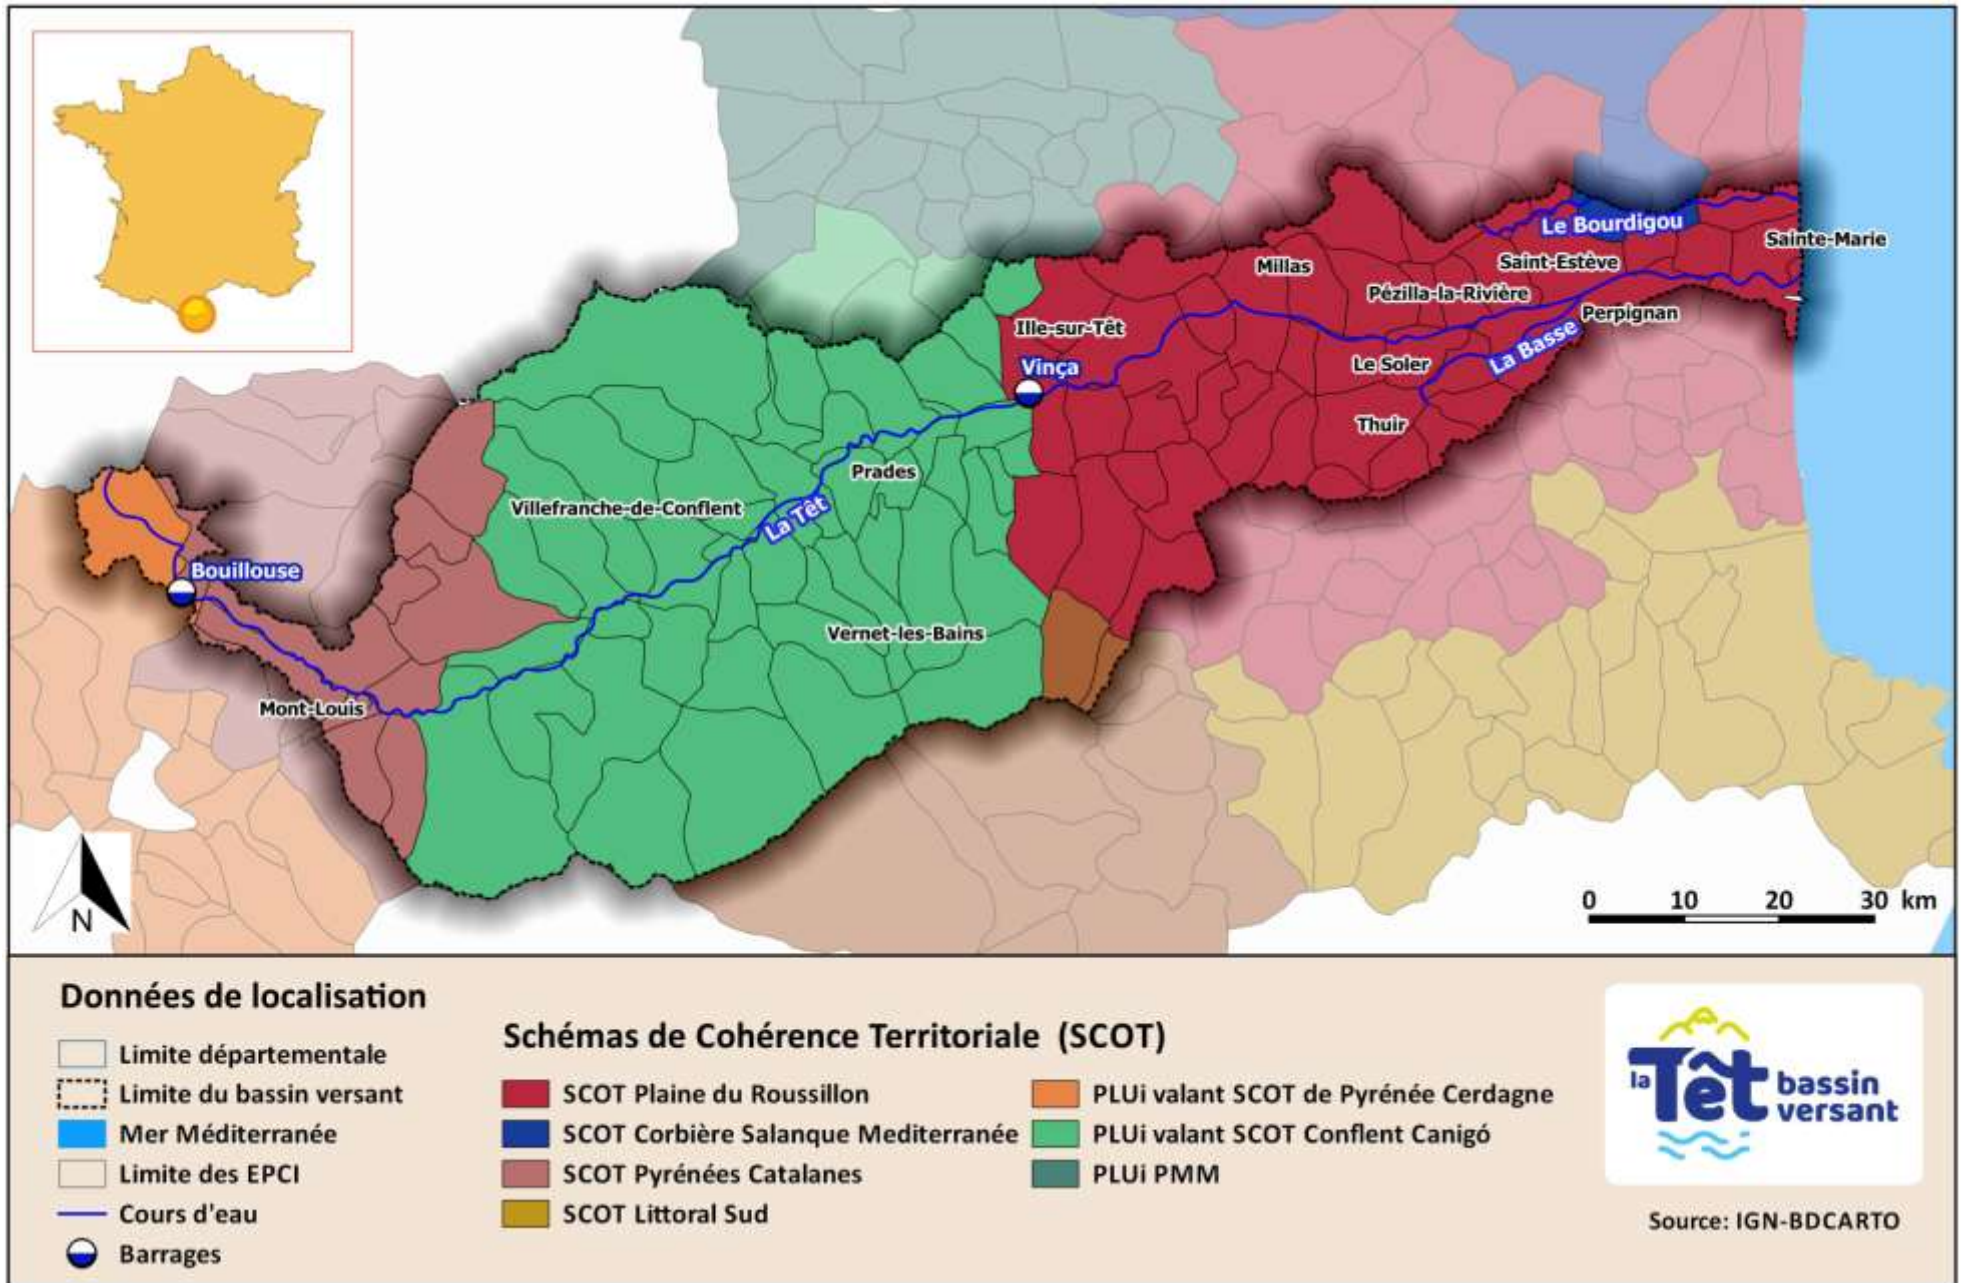 Le Bourdigou
Sainte-Marie
Millas
Saint-Estève
Pézilla-la-Rivière
Ille-sur-Têt
Perpignan
La Basse
Vinça
Le Soler
Thuir
Prades
Villefranche-de-Conflent
La Têt
Bouillouse
Vernet-les-Bains
Mont-Louis
N
0 10 20 30 km
Données de localisation
Limite départementale
Limite du bassin versant
Mer Méditerranée
Limite des EPCI
Cours d'eau
Barrages
Schémas de Cohérence Territoriale (SCOT)
SCOT Plaine du Roussillon
SCOT Corbière Salanque Mediterranée
SCOT Pyrénées Catalanes
SCOT Littoral Sud
PLUi valant SCOT de Pyrénée Cerdagne
PLUi valant SCOT Conflent Canigó
PLUi PMM
la Têt bassin
versant
Source: IGN-BDCARTO